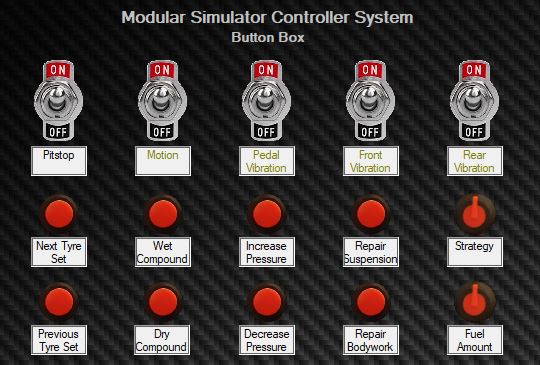 Modular Simulator Controller System
Button Box
ON ON ON ON ON
OFF OFF OFF OFF OFF
Pitstop Motion Pedal Front Rear
Vibration Vibration Vibration
Next Tyre Wet Increase Repair Strategy
Set Compound Pressure Suspension
Previous Dry Decrease Repair Fuel
Tyre Set Compound Pressure Bodywork Amount